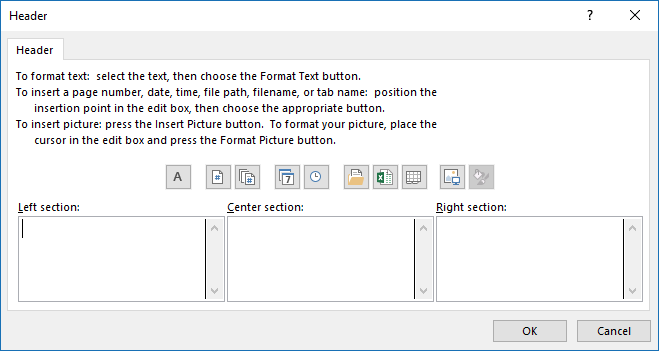 Header
?
Header
To format text:  select the text, then choose the Format Text button.
To insert a page number, date, time, file path, filename, or tab name:  position the
insertion point in the edit box, then choose the appropriate button.
To insert picture: press the Insert Picture button.  To format your picture, place the
cursor in the edit box and press the Format Picture button.
A # # 7
Left section: Center section: Right section:
OK Cancel